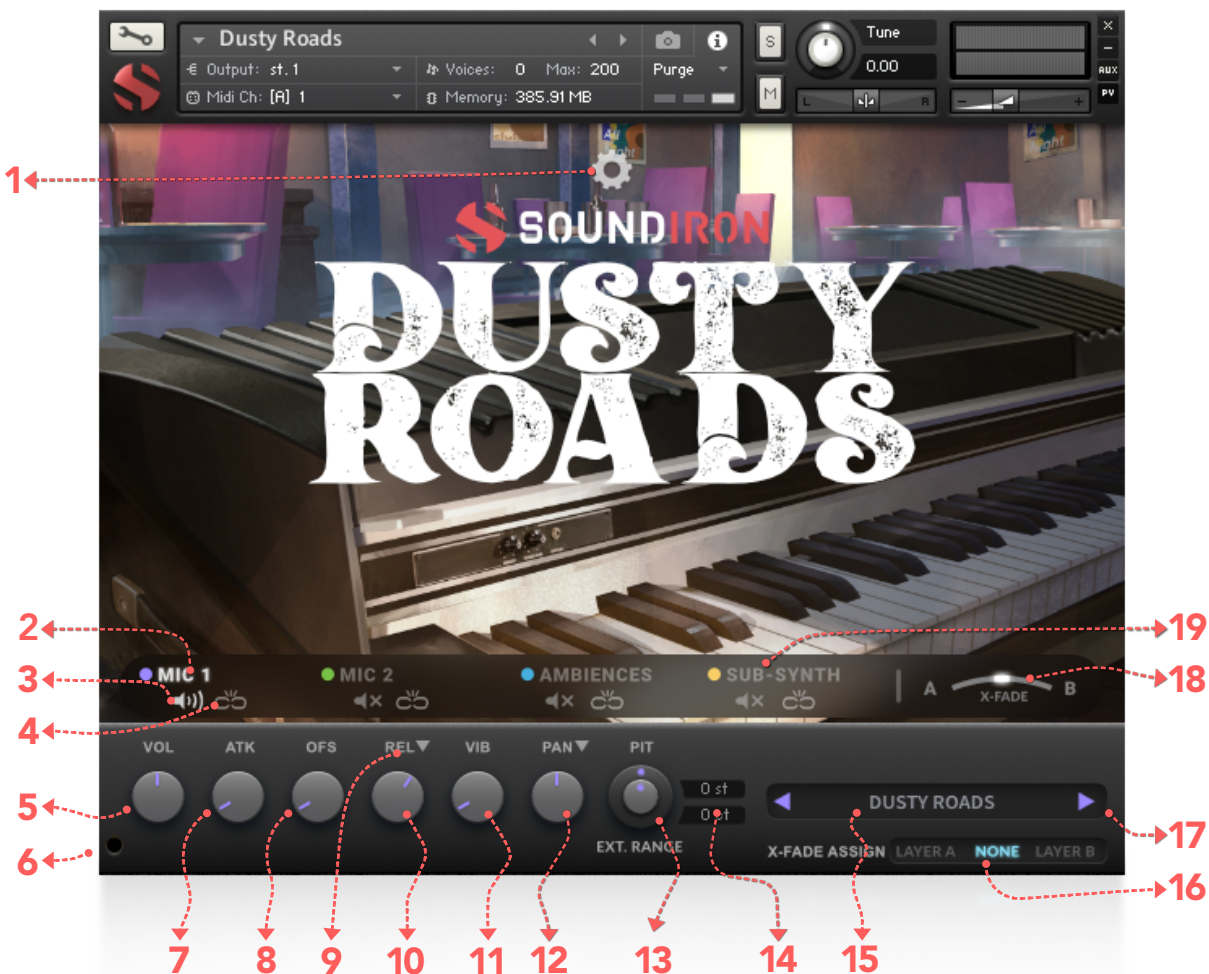 Dusty Roads
S
Tune
Output: st.1
Voices: 0 Max: 200
Purge
0.00
AUX
Midi Ch: [A] 1
Memory: 385.91 MB
M
L
R
PV
All
Night
1
SOUNDIRON
DUSTY
ROADS
2
MIC 1
MIC 2
AMBIENCES
SUB-SYNTH
A
X-FADE
B
19
18
3
4
VOL
ATK
OFS
REL
VIB
PAN
PIT
5
0 st
0 st
DUSTY ROADS
17
6
EXT. RANGE
X-FADE ASSIGN
LAYER A
NONE
LAYER B
16
7
8
9
10
11
12
13
14
15